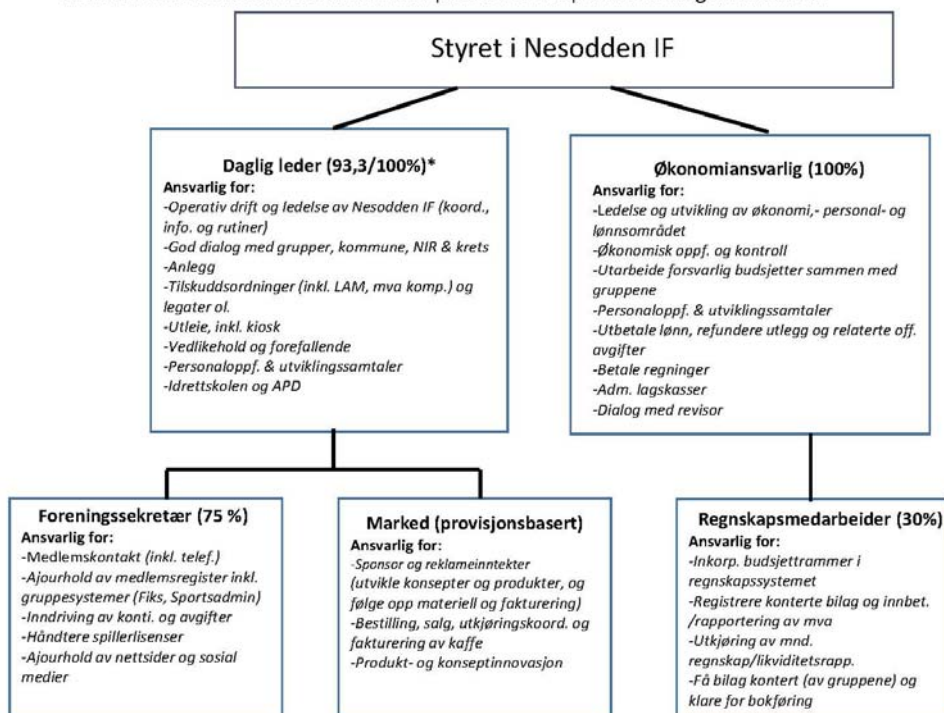 Styret i Nesodden IF
Daglig leder (93,3/100%)*
Ansvarlig for:
-Operativ drift og ledelse av Nesodden IF (koord.,
info. og rutiner)
-God dialog med grupper, kommune, NIR & krets
-Anlegg
-Tilskuddsordninger (inkl. LAM, mva komp.) og
legater ol.
-Utleie, inkl. kiosk
-Vedlikehold og forefallende
-Personaloppf. & utviklingssamtaler
-Idrettskolen og APD
Økonomiansvarlig (100%)
Ansvarlig for:
-Ledelse og utvikling av økonomi,- personal- og
lønnsområdet
-Økonomisk oppf. og kontroll
-Utarbeide forsvarlig budsjetter sammen med
gruppene
-Personaloppf. & utviklingssamtaler
-Utbetale lønn, refundere utlegg og relaterte off.
avgifter
-Betale regninger
-Adm. lagskasser
-Dialog med revisor
Foreningssekretær (75 %)
Ansvarlig for:
-Medlemskontakt (inkl. telef.)
-Ajourhold av medlemsregister inkl.
gruppesystemer (Fiks, Sportsadmin)
-Inndriving av konti. og avgifter
-Håndtere spillerlisenser
-Ajourhold av nettsider og sosial
medier
Marked (provisjonsbasert)
Ansvarlig for:
-Sponsor og reklameinntekter
(utvikle konsepter og produkter, og
følge opp materiell og fakturering)
-Bestilling, salg, utkjøringskoord. og
fakturering av kaffe
-Produkt- og konseptinnovasjon
Regnskapsmedarbeider (30%)
Ansvarlig for:
-Inkorp. budsjettrammer i
regnskapssystemet
-Registrere konterte bilag og innbet.
/rapportering av mva
-Utkjøring av mnd.
regnskap/likviditetsrapp.
-Få bilag kontert (av gruppene) og
klare for bokføring